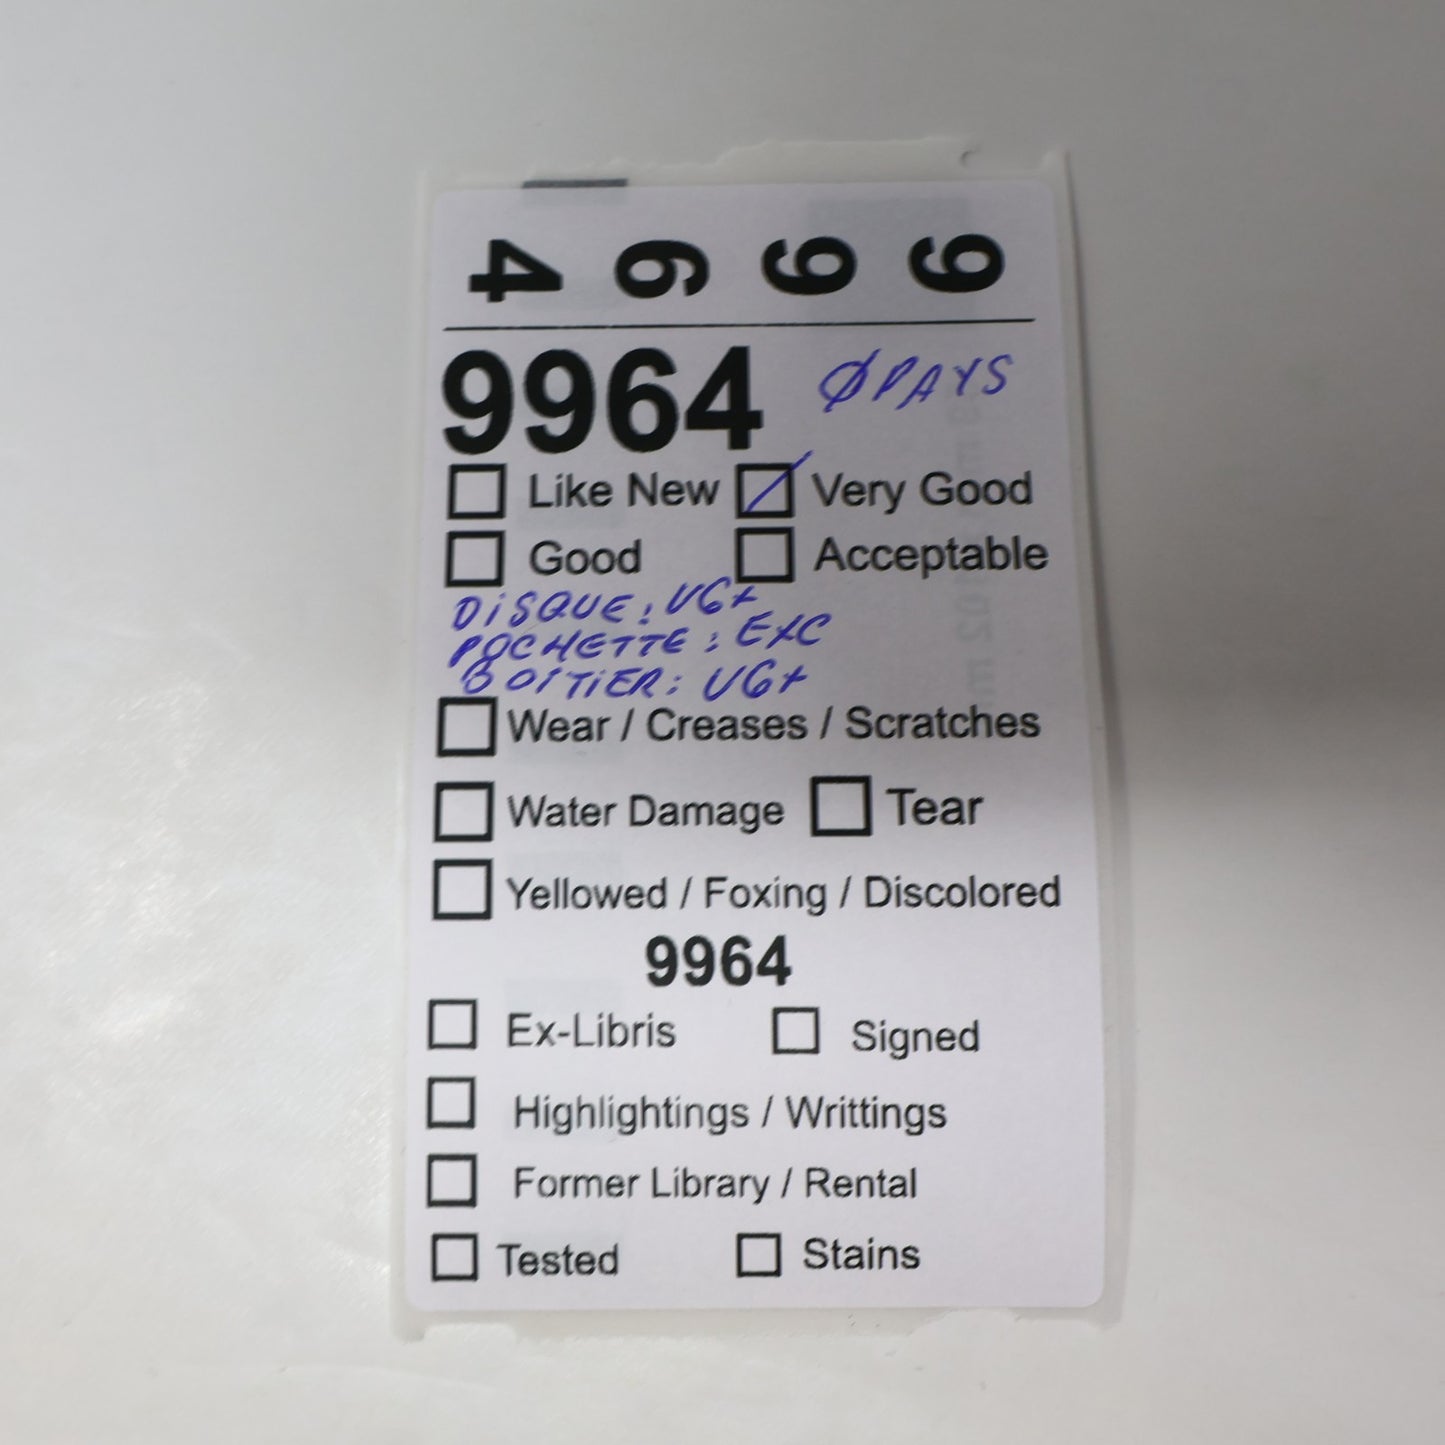 9 9 6 4
9964 ØPAYS
Like New Very Good
Good Acceptable
DiSQUE: VG+
POCHETTE: EXC
BOITIER: VG+
Wear / Creases / Scratches
Water Damage Tear
Yellowed / Foxing / Discolored
9964
Ex-Libris Signed
Highlightings / Writtings
Former Library / Rental
Tested Stains